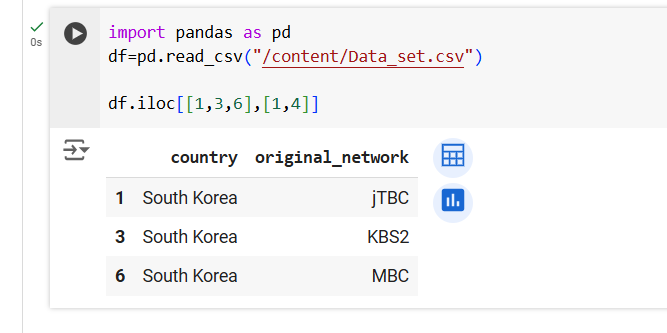 import pandas as pd
0s
df=pd.read_csv("/content/Data_set.csv")
df.iloc[[1,3,6],[1,4]]
country original_network
1 South Korea jTBC
3 South Korea KBS2
6 South Korea MBC